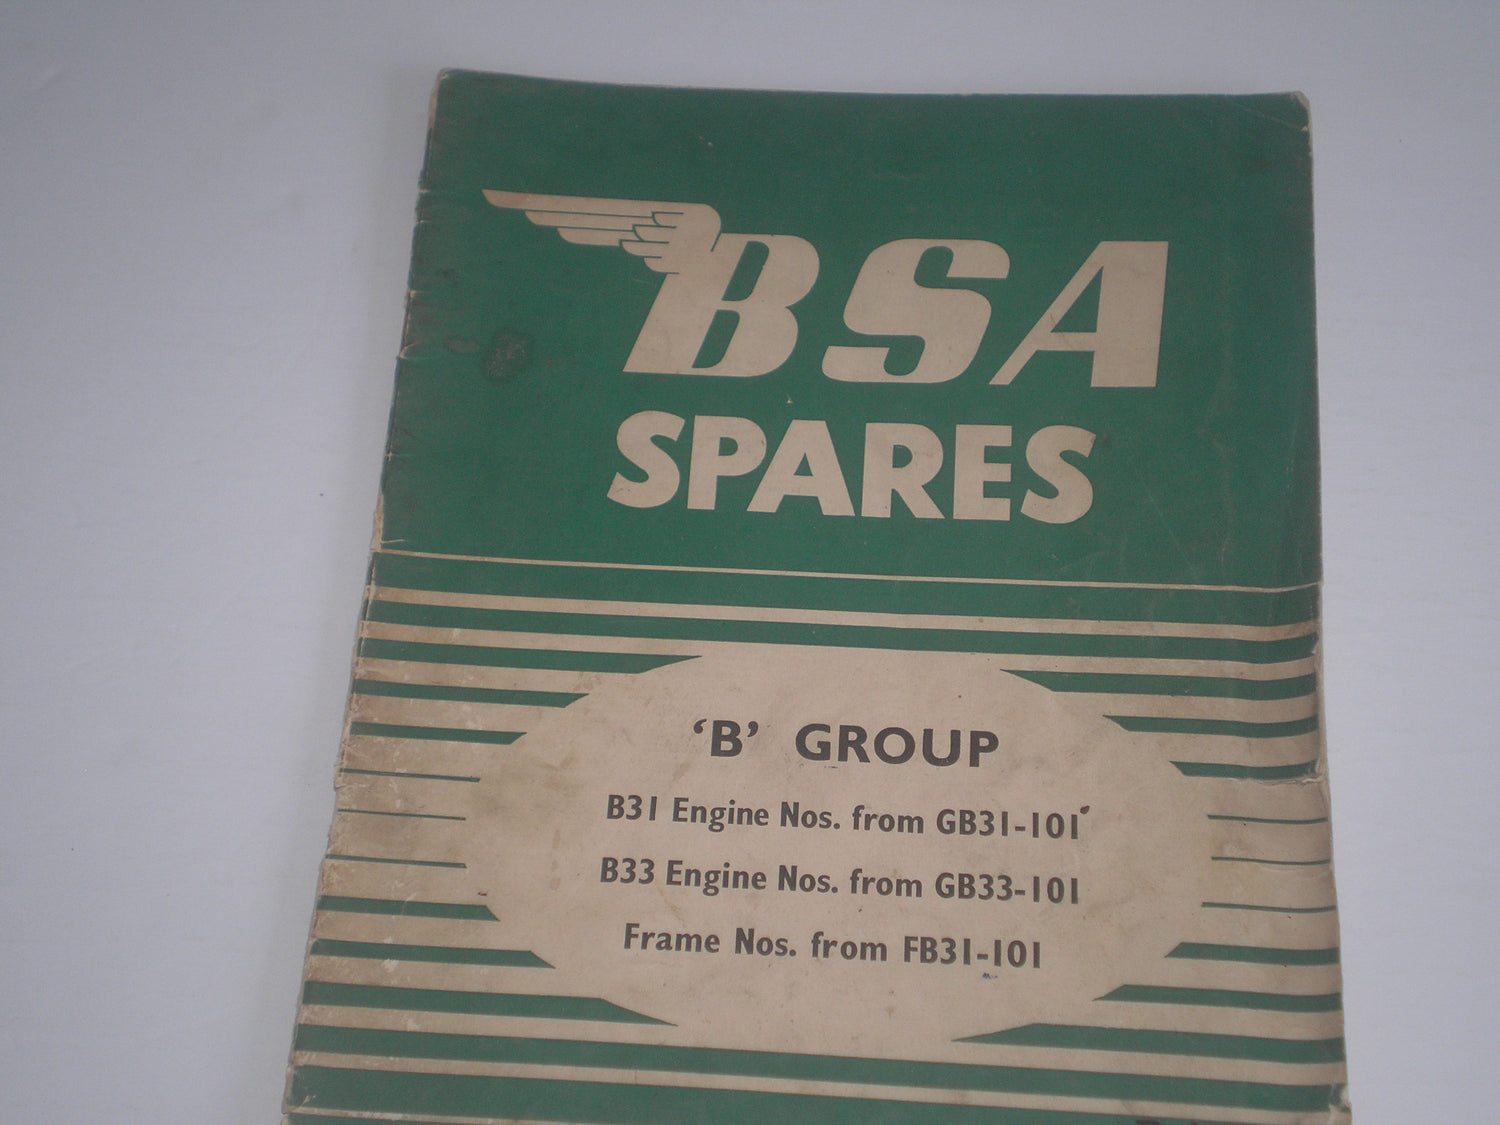 BSA
SPARES
‘B’ GROUP
B31 Engine Nos. from GB31-101
B33 Engine Nos. from GB33-101
Frame Nos. from FB31-101